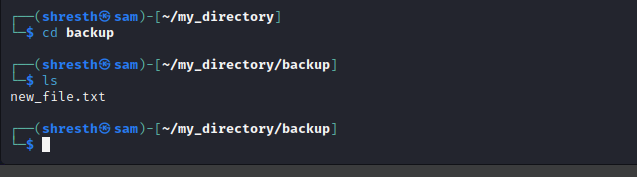 ┌──(shresth㉿sam)-[~/my_directory]
└─$ cd backup
┌──(shresth㉿sam)-[~/my_directory/backup]
└─$ ls
new_file.txt
┌──(shresth㉿sam)-[~/my_directory/backup]
└─$